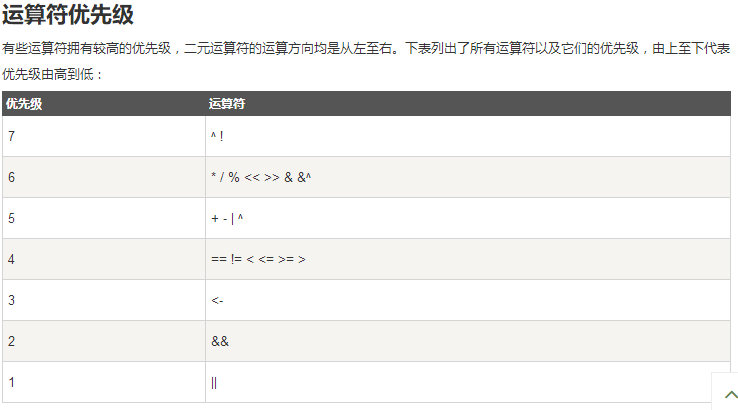 运算符优先级
有些运算符拥有较高的优先级，二元运算符的运算方向均是从左至右。下表列出了所有运算符以及它们的优先级，由上至下代表
优先级由高到低：
优先级 运算符
7 ^ !
6 * / % << >> & &^
5 + - | ^
4 == != < <= >= >
3 <-
2 &&
1 ||